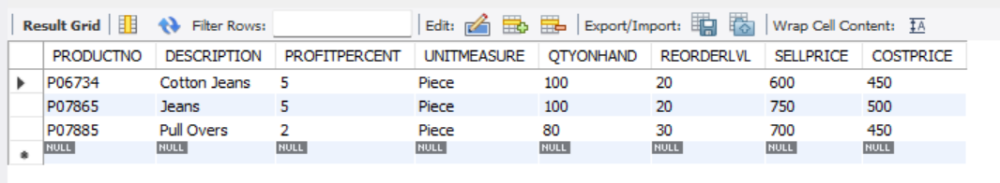 Result Grid Filter Rows: Edit: Export/Import: Wrap Cell Content: IA
PRODUCTNO DESCRIPTION PROFITPERCENT UNITMEASURE QTYONHAND REORDERLVL SELLPRICE COSTPRICE
P06734 Cotton Jeans 5 Piece 100 20 600 450
P07865 Jeans 5 Piece 100 20 750 500
P07885 Pull Overs 2 Piece 80 30 700 450
NULL NULL NULL NULL NULL NULL NULL NULL